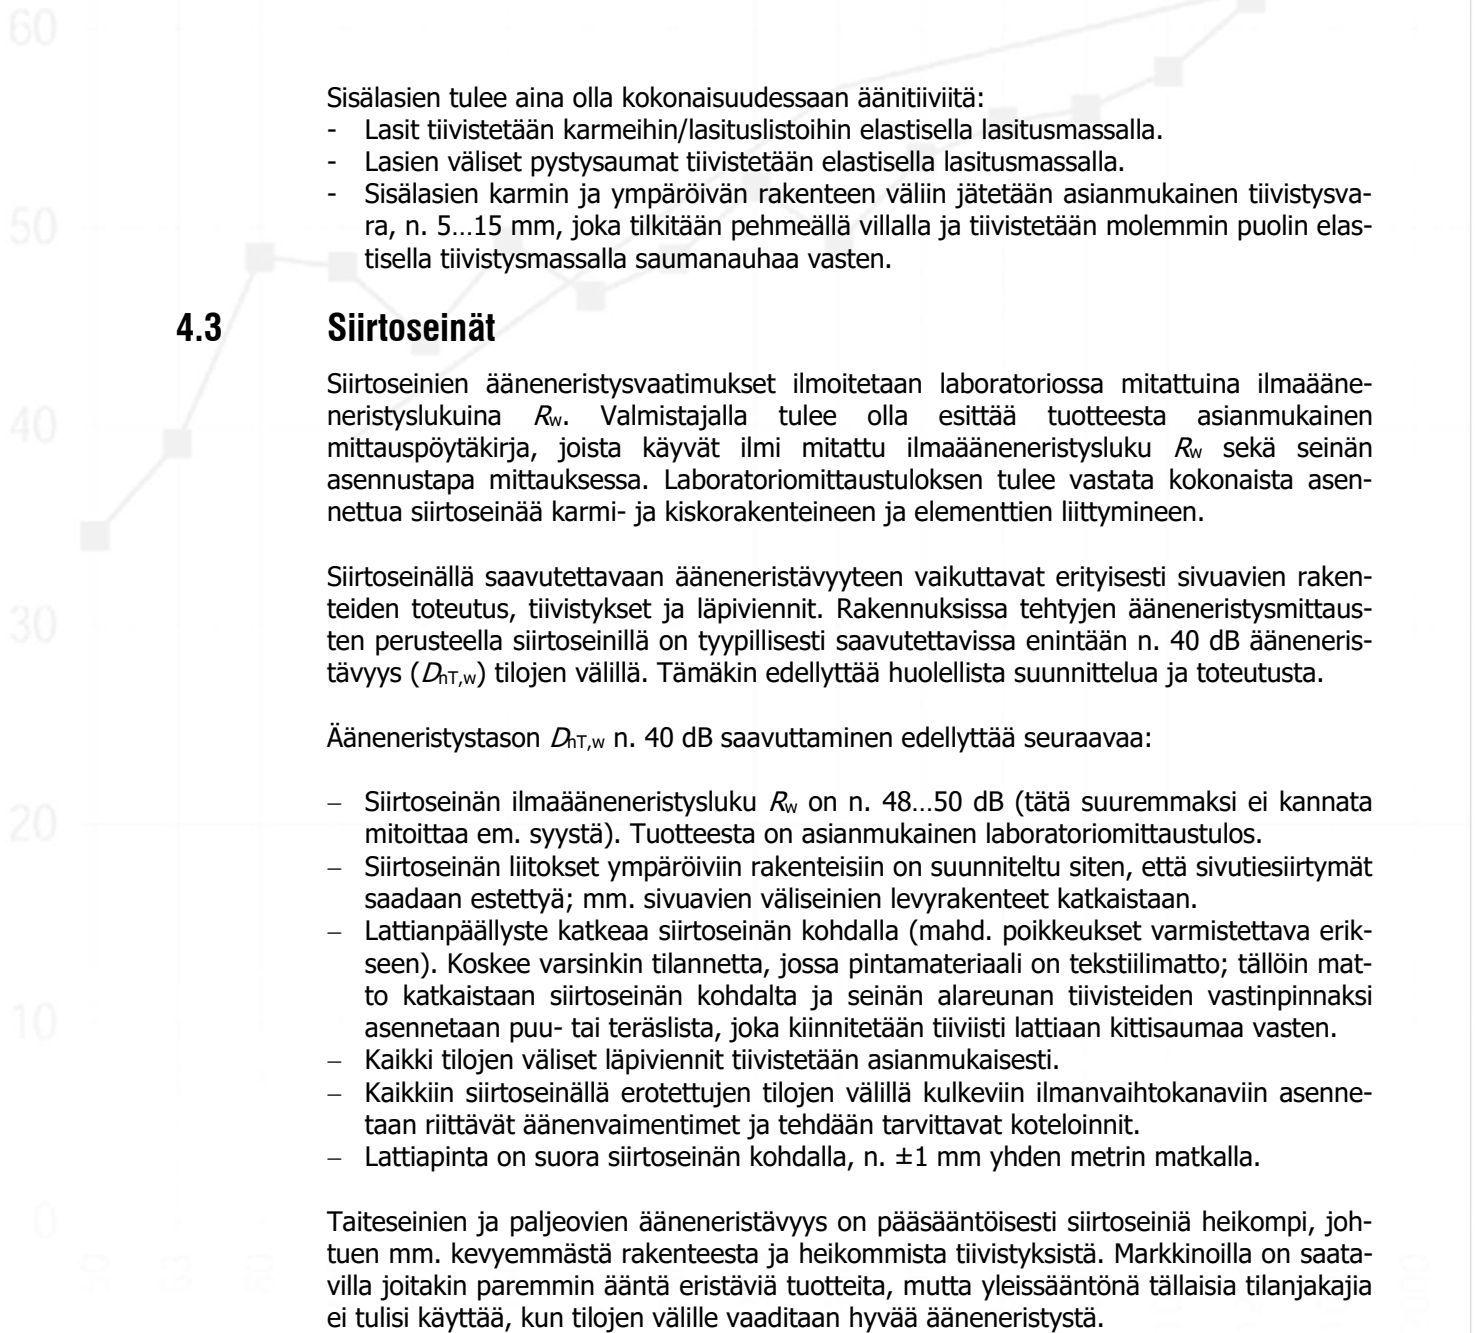 Sisälasien tulee aina olla kokonaisuudessaan äänitiiviitä:
- Lasit tiivistetään karmeihin/lasituslistoihin elastisella lasitusmassalla.
- Lasien väliset pystysaumat tiivistetään elastisella lasitusmassalla.
- Sisälasien karmin ja ympäröivän rakenteen väliin jätetään asianmukainen tiivistysva-
ra, n. 5…15 mm, joka tilkitään pehmeällä villalla ja tiivistetään molemmin puolin elas-
tisella tiivistysmassalla saumanauhaa vasten.
4.3 Siirtoseinät
Siirtoseinien ääneneristysvaatimukset ilmoitetaan laboratoriossa mitattuina ilmaääne-
neristyslukuina Rw. Valmistajalla tulee olla esittää tuotteesta asianmukainen
mittauspöytäkirja, joista käyvät ilmi mitattu ilmaääneneristysluku Rw sekä seinän
asennustapa mittauksessa. Laboratoriomittaustuloksen tulee vastata kokonaista asen-
nettua siirtoseinää karmi- ja kiskorakenteineen ja elementtien liittymineen.
Siirtoseinällä saavutettavaan ääneneristävyyteen vaikuttavat erityisesti sivuavien raken-
teiden toteutus, tiivistykset ja läpiviennit. Rakennuksissa tehtyjen ääneneristysmittaus-
ten perusteella siirtoseinillä on tyypillisesti saavutettavissa enintään n. 40 dB ääneneris-
tävyys (DnT,w) tilojen välillä. Tämäkin edellyttää huolellista suunnittelua ja toteutusta.
Ääneneristystason DnT,w n. 40 dB saavuttaminen edellyttää seuraavaa:
– Siirtoseinän ilmaääneneristysluku Rw on n. 48…50 dB (tätä suuremmaksi ei kannata
mitoittaa em. syystä). Tuotteesta on asianmukainen laboratoriomittaustulos.
– Siirtoseinän liitokset ympäröiviin rakenteisiin on suunniteltu siten, että sivutiesiirtymät
saadaan estettyä; mm. sivuavien väliseinien levyrakenteet katkaistaan.
– Lattianpäällyste katkeaa siirtoseinän kohdalla (mahd. poikkeukset varmistettava erik-
seen). Koskee varsinkin tilannetta, jossa pintamateriaali on tekstiilimatto; tällöin mat-
to katkaistaan siirtoseinän kohdalta ja seinän alareunan tiivisteiden vastinpinnaksi
asennetaan puu- tai teräslista, joka kiinnitetään tiiviisti lattiaan kittisaumaa vasten.
– Kaikki tilojen väliset läpiviennit tiivistetään asianmukaisesti.
– Kaikkiin siirtoseinällä erotettujen tilojen välillä kulkeviin ilmanvaihtokanaviin asenne-
taan riittävät äänenvaimentimet ja tehdään tarvittavat koteloinnit.
– Lattiapinta on suora siirtoseinän kohdalla, n. ±1 mm yhden metrin matkalla.
Taiteseinien ja paljeovien ääneneristävyys on pääsääntöisesti siirtoseiniä heikompi, joh-
tuen mm. kevyemmästä rakenteesta ja heikommista tiivistyksistä. Markkinoilla on saata-
villa joitakin paremmin ääntä eristäviä tuotteita, mutta yleissääntönä tällaisia tilanjakajia
ei tulisi käyttää, kun tilojen välille vaaditaan hyvää ääneneristystä.
60
50
40
30
20
10
0
50
63
80